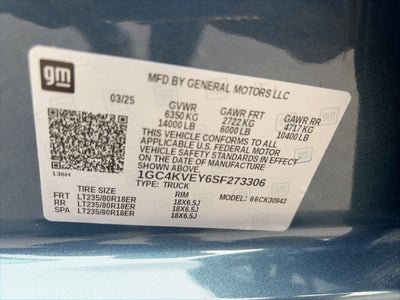 gm
MFD BY GENERAL MOTORS LLC
03/25
GVWR GAWR FRT GAWR RR
6350 KG 2722 KG 4717 KG
14000 LB 6000 LB 10400 LB
THIS VEHICLE CONFORMS TO ALL
APPLICABLE U.S. FEDERAL MOTOR
VEHICLE SAFETY STANDARDS IN EFFECT
ON THE DATE OF MANUFACTURE
SHOWN ABOVE.
1GC4KVEY6SF273306
136H
TYPE: TRUCK
MODEL: 66CK30943
TIRE SIZE RIM
FRT LT235/80R18ER 18X6.5J
RR LT235/80R18ER 18X6.5J
SPA LT235/80R18ER 18X6.5J